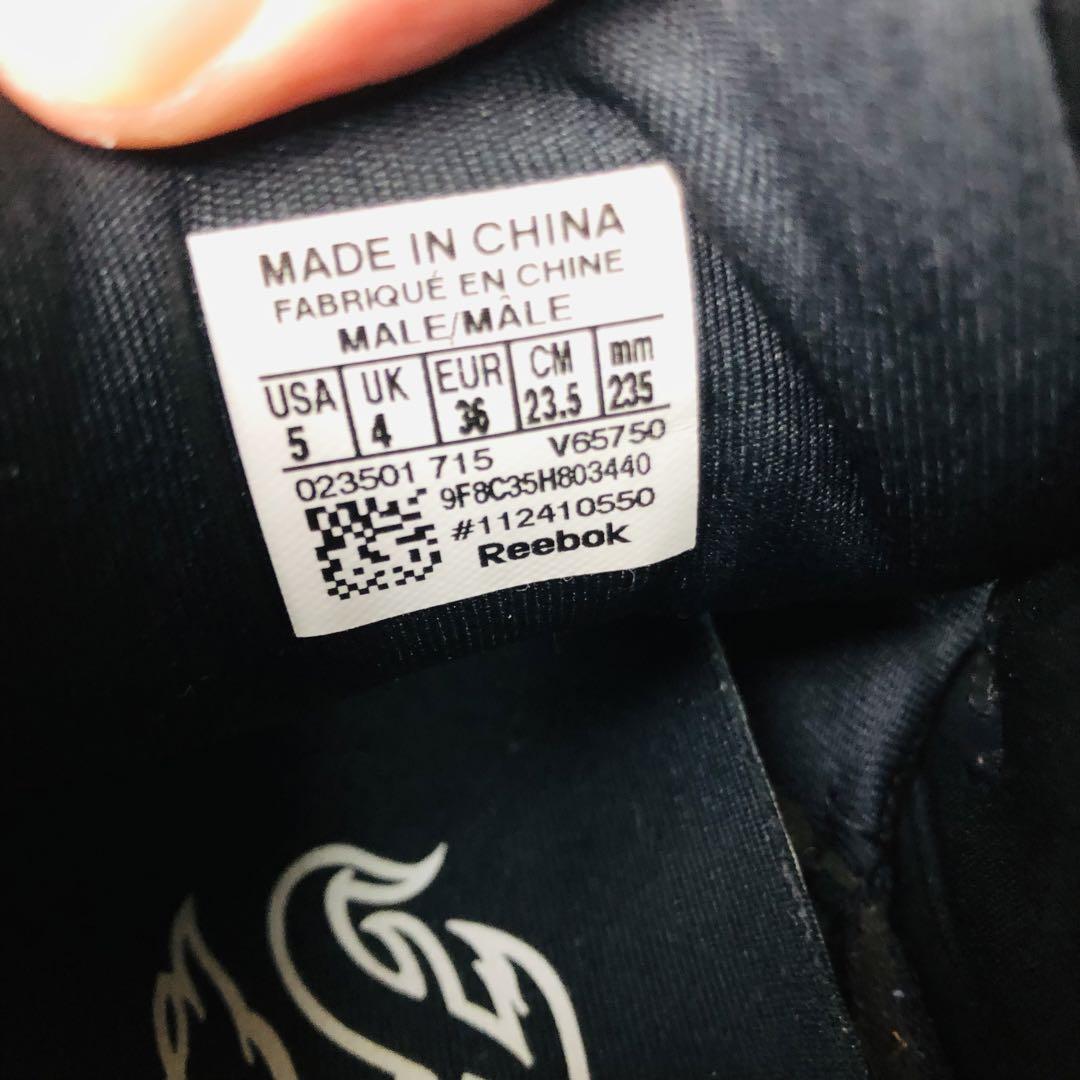 MADE IN CHINA
FABRIQUÉ EN CHINE
MALE/MÂLE
USA UK EUR CM mm
5 4 36 23.5 235
023501 715 V65750
9F8C35H803440
#112410550
Reebok